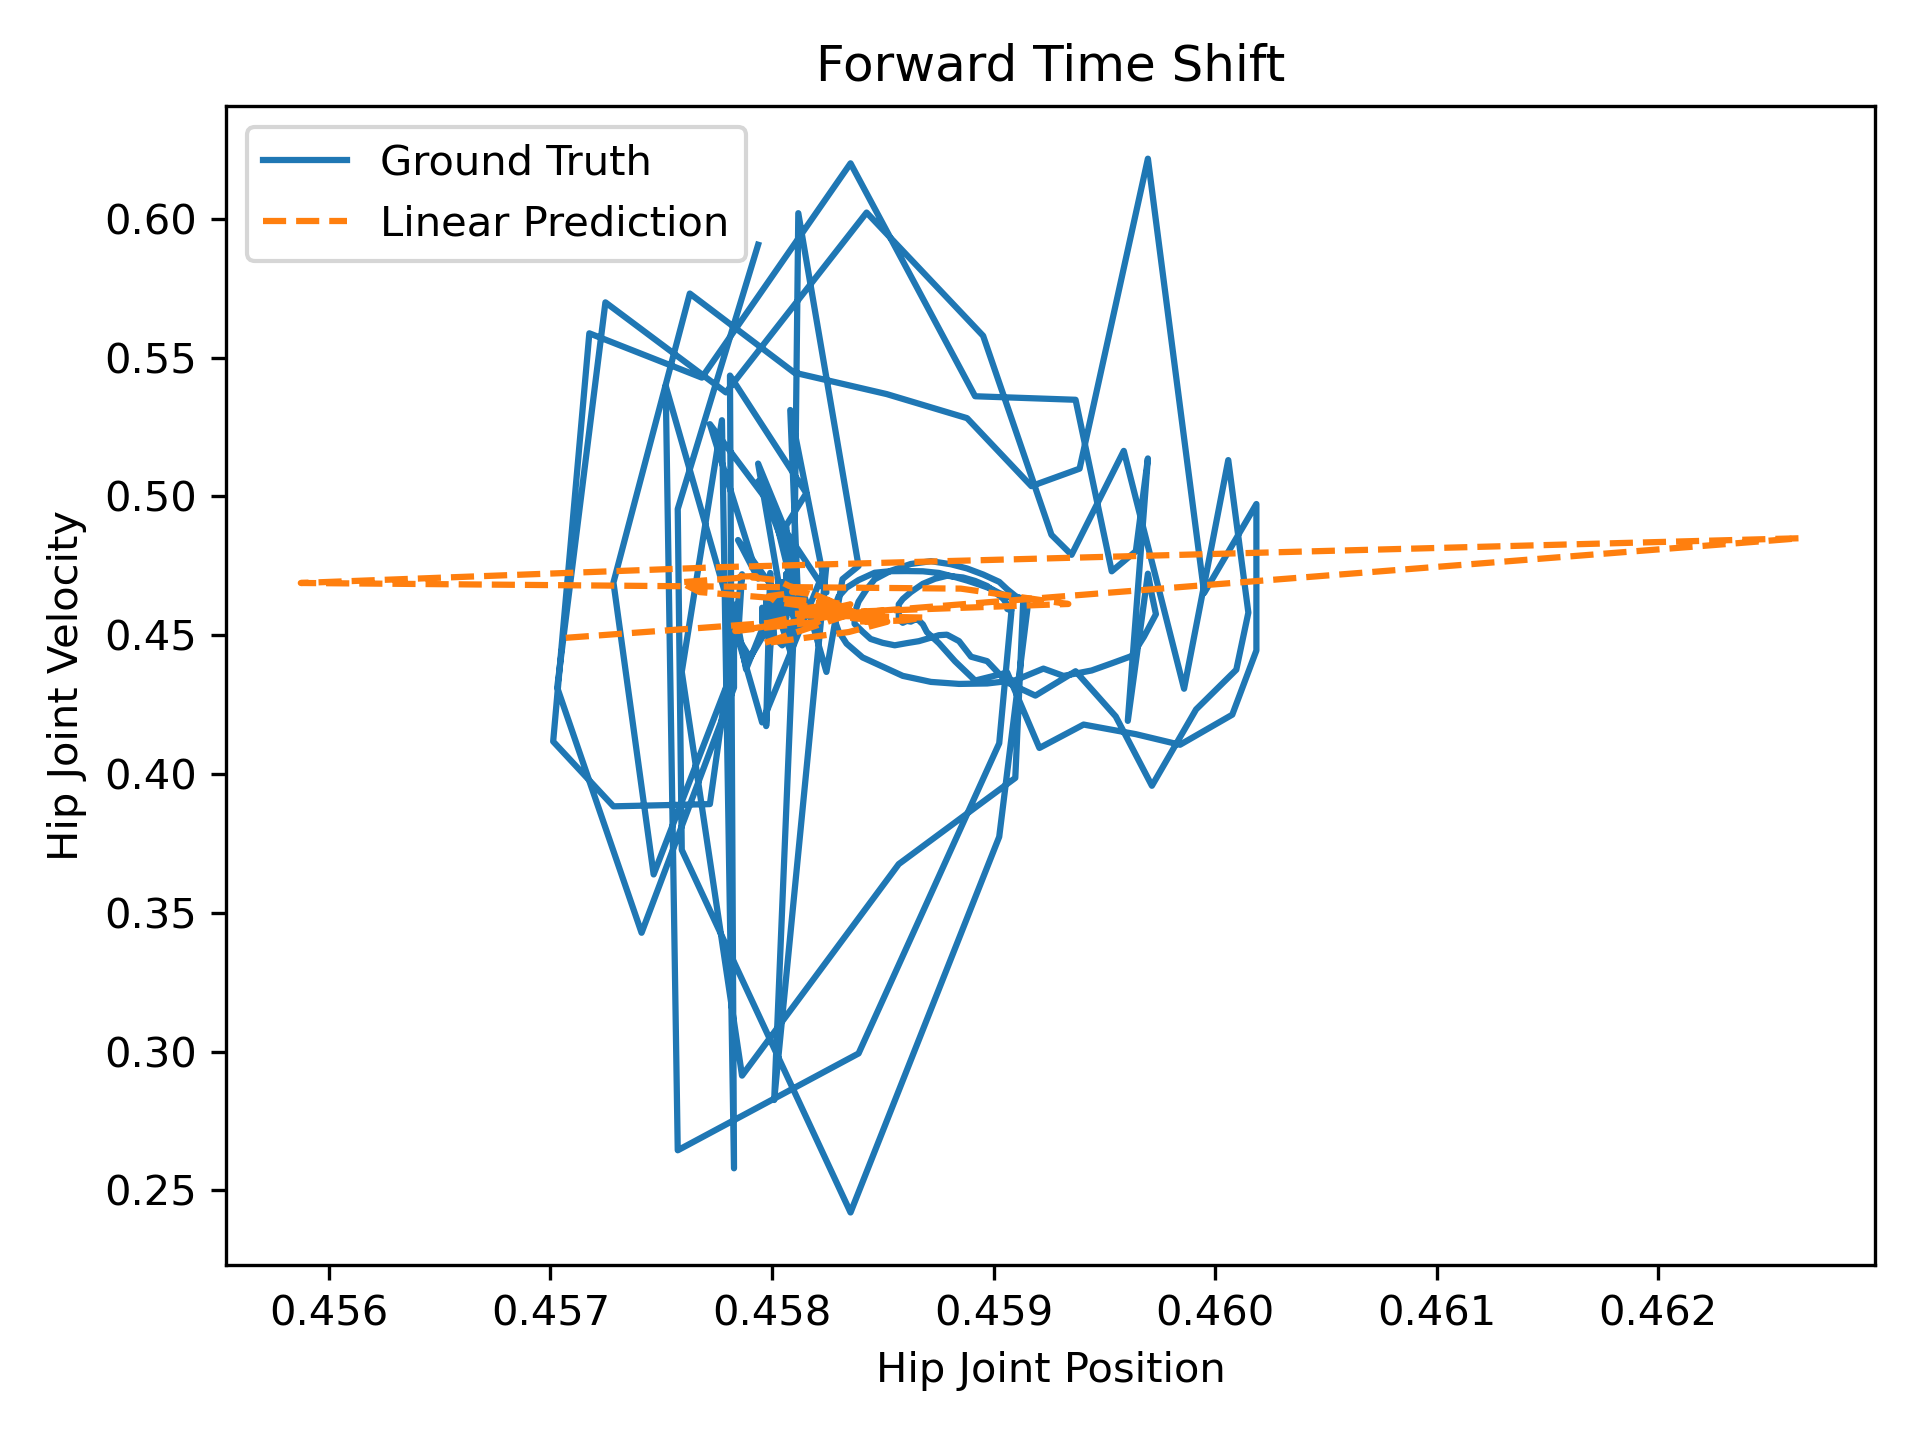 Forward Time Shift
Ground Truth
Linear Prediction
Hip Joint Velocity
0.60
0.55
0.50
0.45
0.40
0.35
0.30
0.25
0.456 0.457 0.458 0.459 0.460 0.461 0.462
Hip Joint Position